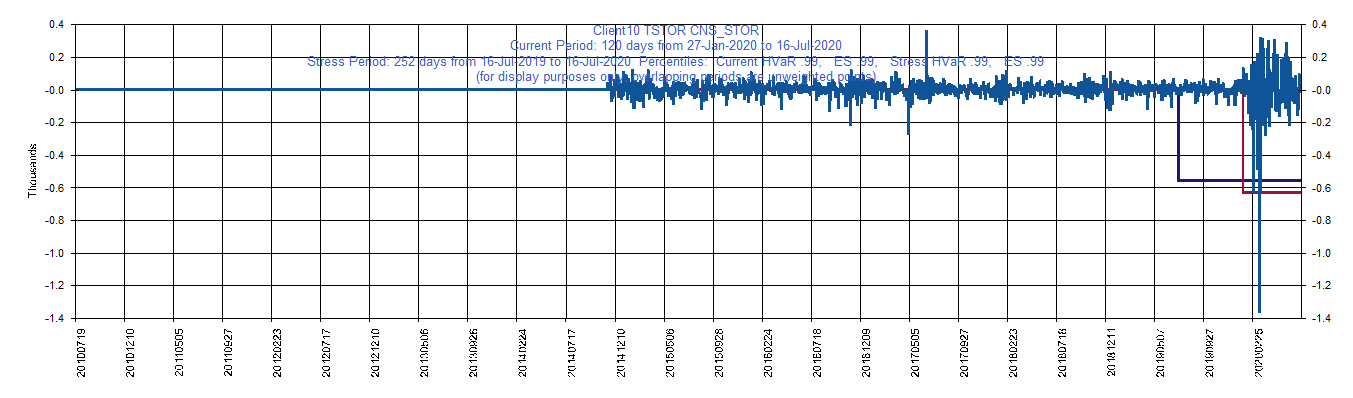 Client10 TSTOR CNS_STOR
Current Period: 120 days from 27-Jan-2020 to 16-Jul-2020
Stress Period: 252 days from 16-Jul-2019 to 16-Jul-2020 Percentiles: Current HVaR .99, ES .99, Stress HVaR .99, ES .99
(for display purposes overlapping periods are unweighted points)
0.4 0.4
0.2 0.2
-0.0 -0.0
-0.2 -0.2
-0.4 -0.4
-0.6 -0.6
-0.8 -0.8
-1.0 -1.0
-1.2 -1.2
-1.4 -1.4
Thousands
20100719 20101210 20110505 20110927 20120223 20120717 20121210 20130506 20130926 20140224 20140717 20141210 20150506 20150928 20160224 20160718 20161209 20170505 20170927 20180223 20180718 20181211 20190507 20190927 20200225